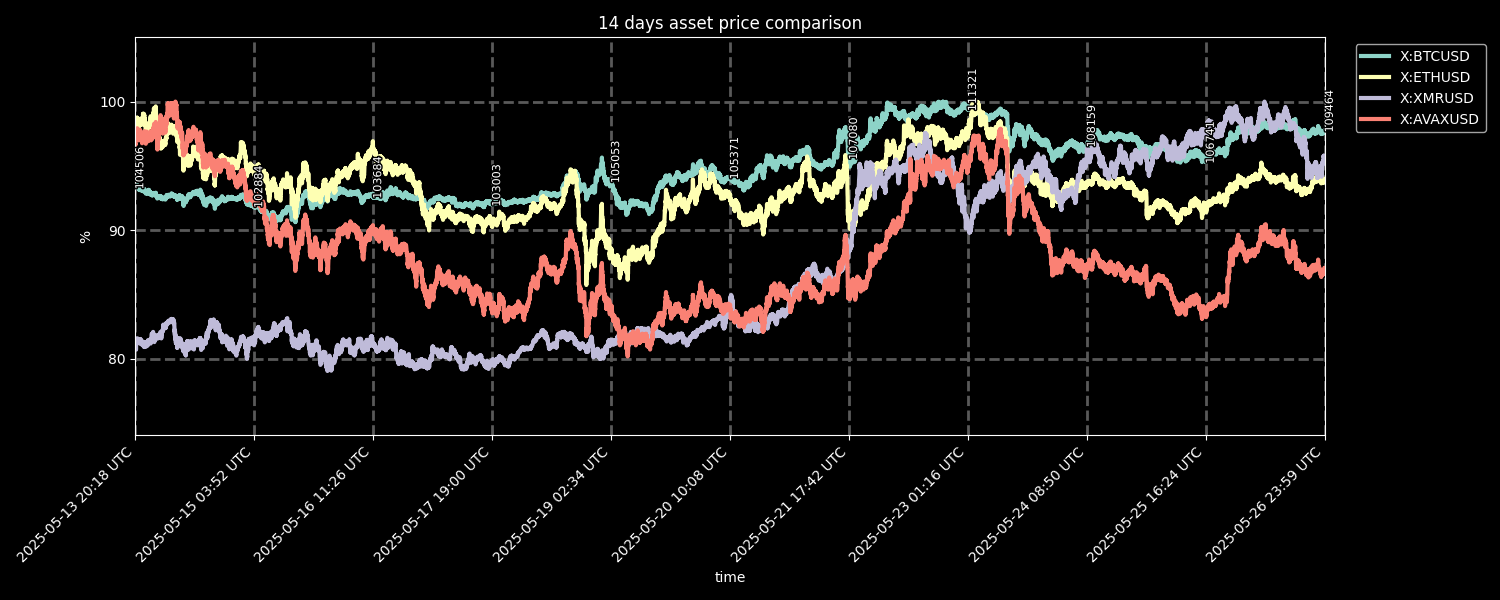 14 days asset price comparison
X:BTCUSD
X:ETHUSD
X:XMRUSD
X:AVAXUSD
100
90
80
%
104506
102884
103684
103003
105053
105371
107080
111321
108159
106741
109464
2025-05-13 20:18 UTC
2025-05-15 03:52 UTC
2025-05-16 11:26 UTC
2025-05-17 19:00 UTC
2025-05-19 02:34 UTC
2025-05-20 10:08 UTC
2025-05-21 17:42 UTC
2025-05-23 01:16 UTC
2025-05-24 08:50 UTC
2025-05-25 16:24 UTC
2025-05-26 23:59 UTC
time